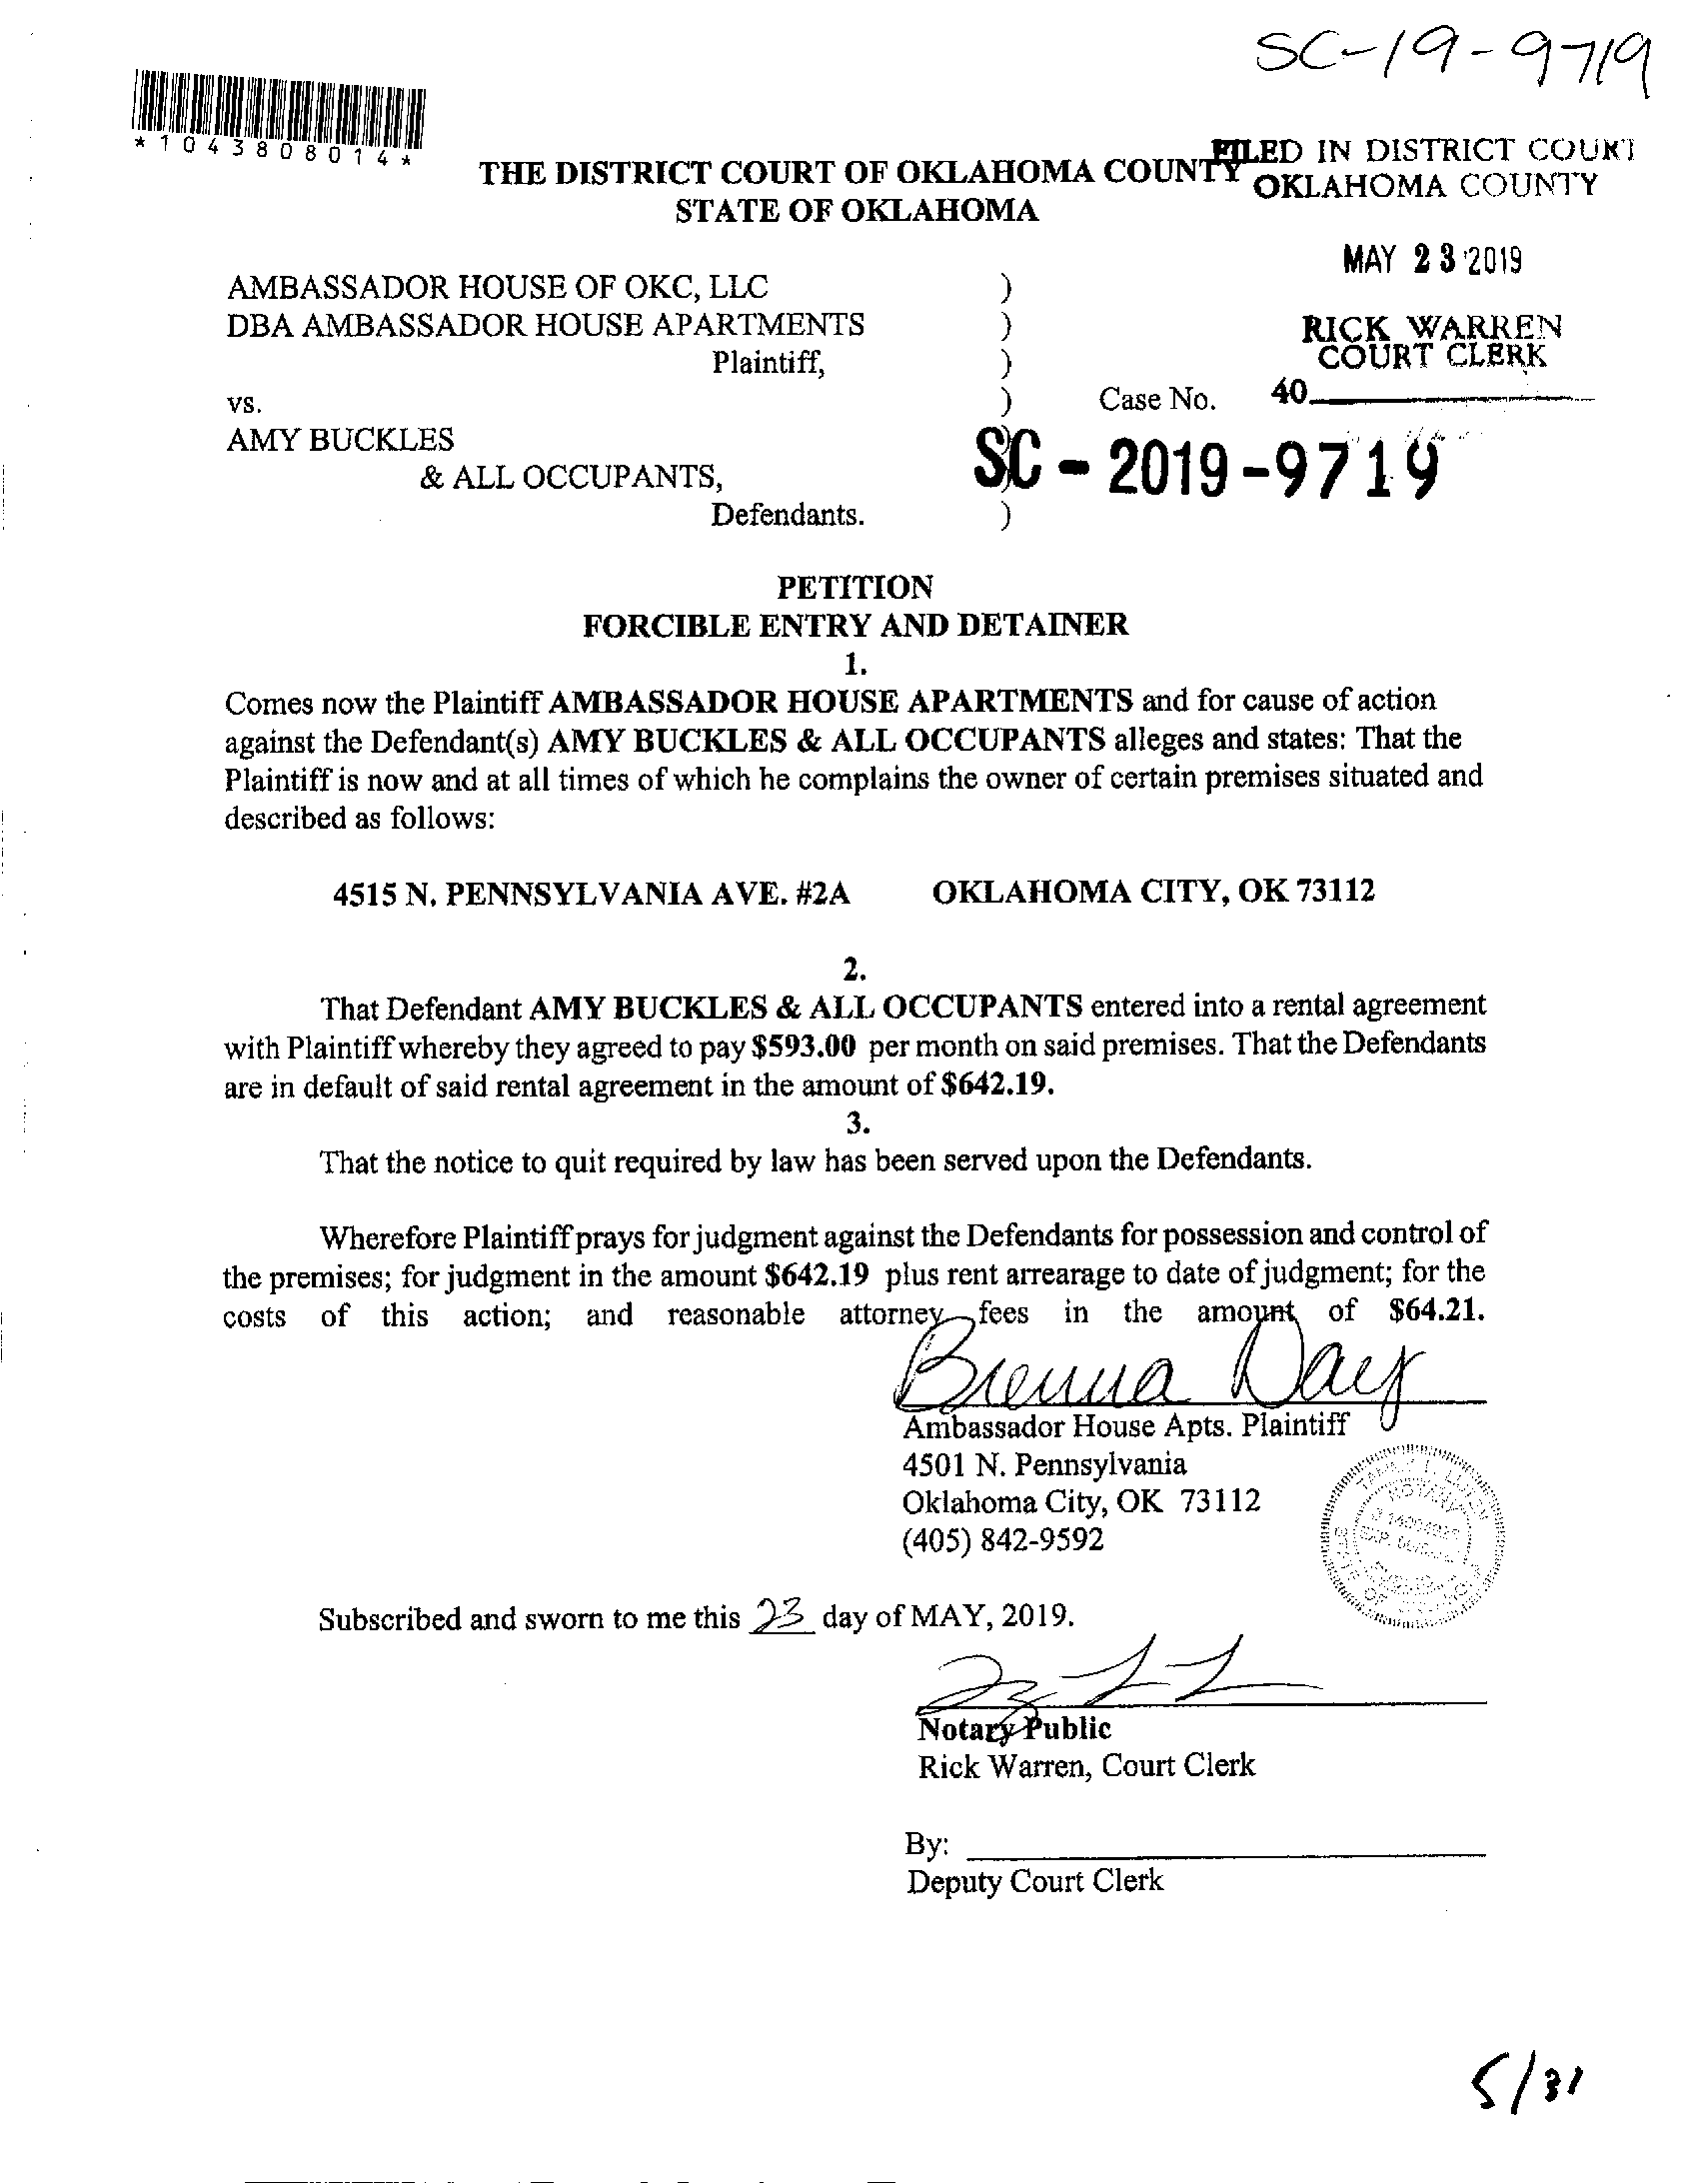 SC-19-9719
*1043808014*
FILED IN DISTRICT COURT
OKLAHOMA COUNTY
THE DISTRICT COURT OF OKLAHOMA COUNTY
STATE OF OKLAHOMA
MAY 23 2019
AMBASSADOR HOUSE OF OKC, LLC )
DBA AMBASSADOR HOUSE APARTMENTS )
RICK WARREN
COURT CLERK
Plaintiff, )
vs. ) Case No. 40
AMY BUCKLES )
SC-2019-9719
& ALL OCCUPANTS,
Defendants. )
PETITION
FORCIBLE ENTRY AND DETAINER
1.
Comes now the Plaintiff AMBASSADOR HOUSE APARTMENTS and for cause of action
against the Defendant(s) AMY BUCKLES & ALL OCCUPANTS alleges and states: That the
Plaintiff is now and at all times of which he complains the owner of certain premises situated and
described as follows:
4515 N. PENNSYLVANIA AVE. #2A OKLAHOMA CITY, OK 73112
2.
That Defendant AMY BUCKLES & ALL OCCUPANTS entered into a rental agreement
with Plaintiff whereby they agreed to pay $593.00 per month on said premises. That the Defendants
are in default of said rental agreement in the amount of $642.19.
3.
That the notice to quit required by law has been served upon the Defendants.
Wherefore Plaintiff prays for judgment against the Defendants for possession and control of
the premises; for judgment in the amount $642.19 plus rent arrearage to date of judgment; for the
costs of this action; and reasonable attorney fees in the amount of $64.21.
Brenna Day
Ambassador House Apts. Plaintiff
4501 N. Pennsylvania
Oklahoma City, OK 73112
(405) 842-9592
NOTARY
STATE OF
Subscribed and sworn to me this 23 day of MAY, 2019.
Notary Public
Rick Warren, Court Clerk
By:
Deputy Court Clerk
5/31